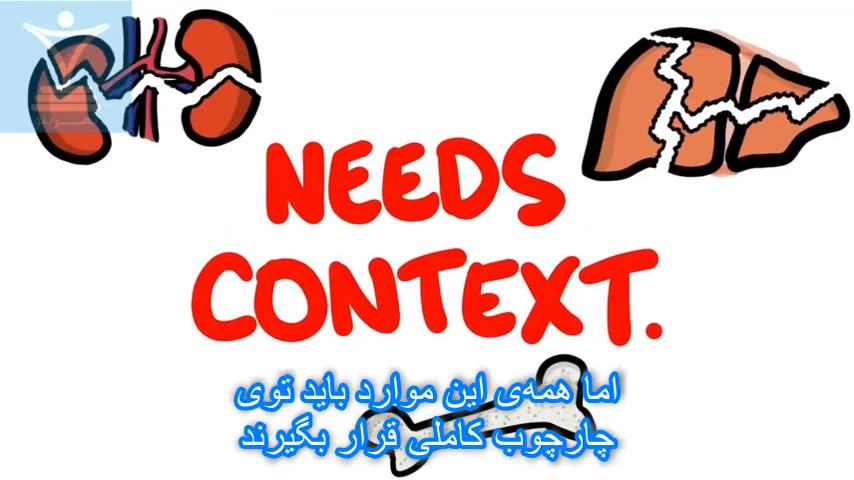 NEEDS
CONTEXT.
اما همه‌ی این موارد باید توی
چارچوب کاملی قرار بگیرند